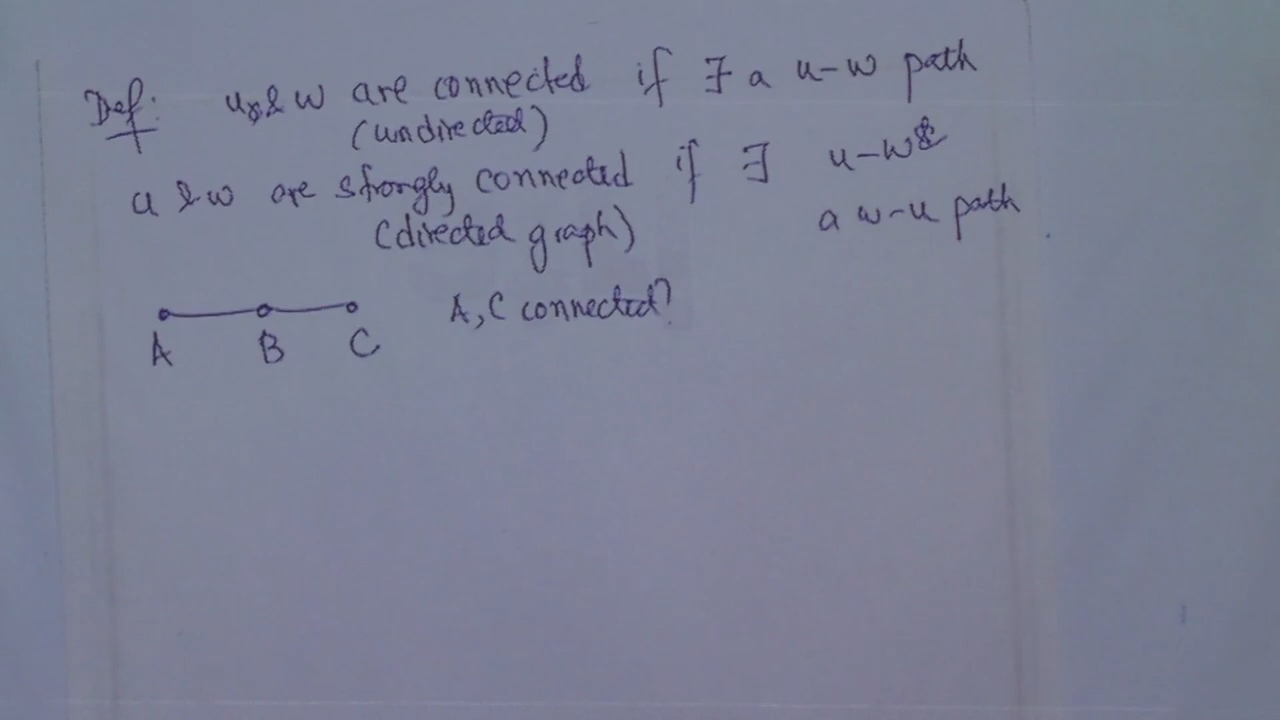 Def: u & w are connected if ∃ a u-w path
(undirected)
u & w are strongly connected if ∃ u-w &
(directed graph) a w-u path
A, C connected?
A B C